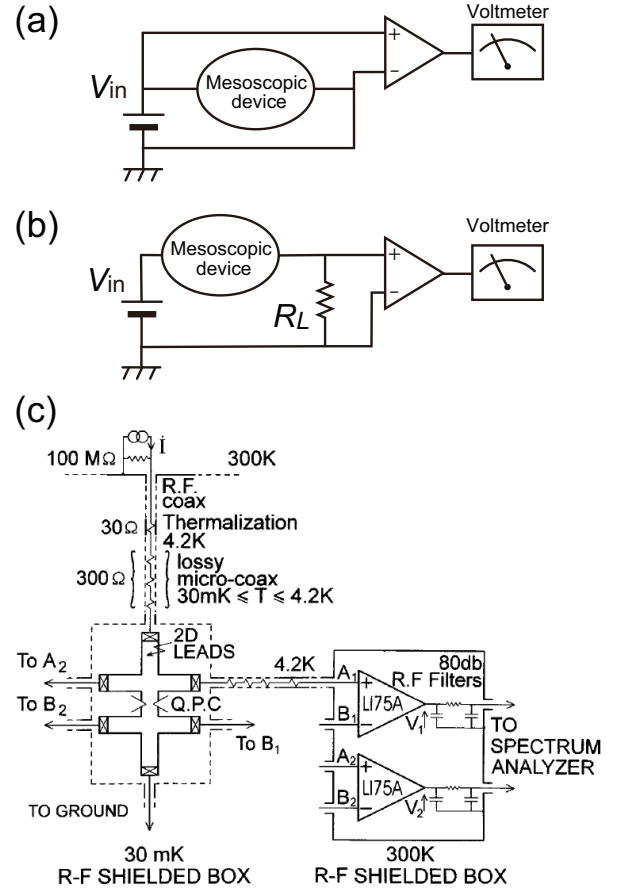 (a)
Voltmeter
Mesoscopic
device
Vin
+
−
(b)
Voltmeter
Mesoscopic
device
Vin
RL
+
−
(c)
100 MΩ
i
300K
R.F.
coax
30Ω
Thermalization
4.2K
300Ω
lossy
micro-coax
30mK ≤ T ≤ 4.2K
2D
LEADS
To A2
To B2
Q.P.C
To B1
TO GROUND
30 mK
R-F SHIELDED BOX
4.2K
80db
R.F Filters
A1
+
LI75A
B1
−
V1
A2
+
LI75A
B2
−
V2
TO
SPECTRUM
ANALYZER
300K
R-F SHIELDED BOX